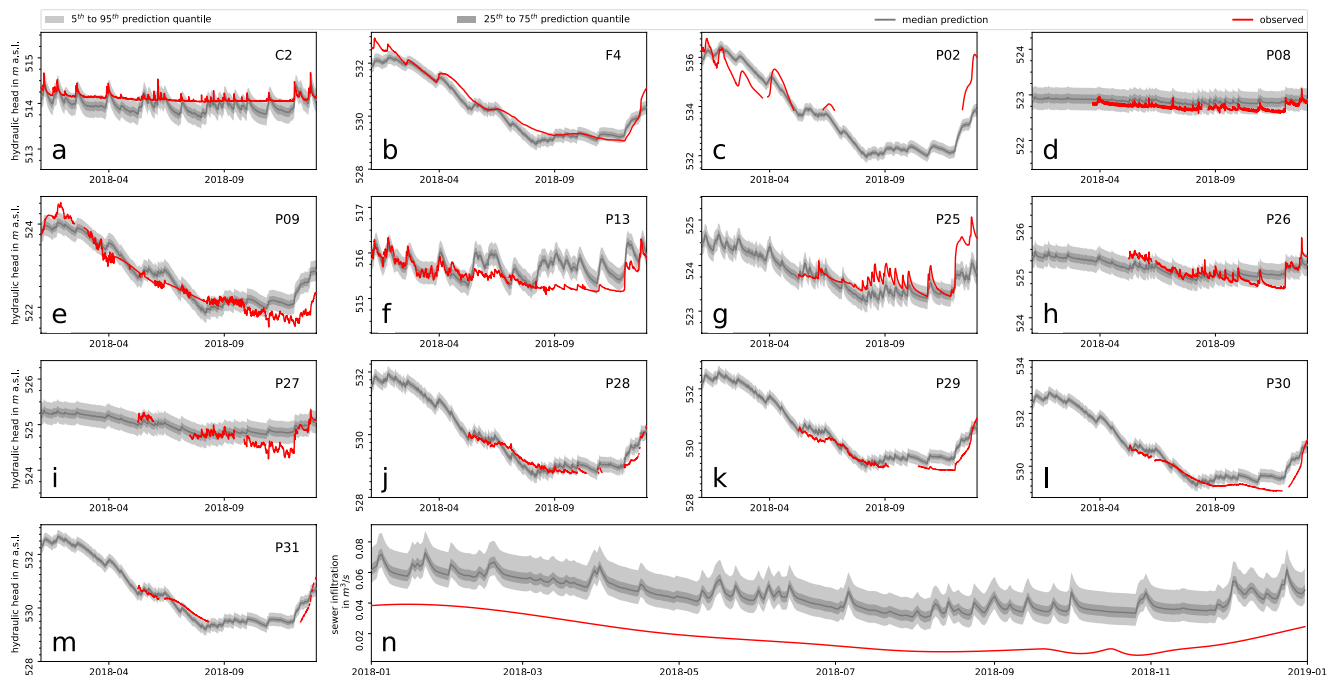 5th to 95th prediction quantile 25th to 75th prediction quantile median prediction observed
hydraulic head in m a.s.l.
515
514
513
C2
a
2018-04 2018-09
532
530
528
F4
b
2018-04 2018-09
536
534
532
P02
c
2018-04 2018-09
524
523
522
P08
d
2018-04 2018-09
hydraulic head in m a.s.l.
524
522
P09
e
2018-04 2018-09
517
516
515
P13
f
2018-04 2018-09
525
524
523
P25
g
2018-04 2018-09
526
525
524
P26
h
2018-04 2018-09
hydraulic head in m a.s.l.
526
525
524
P27
i
2018-04 2018-09
532
530
528
P28
j
2018-04 2018-09
532
530
528
P29
k
2018-04 2018-09
534
532
530
P30
l
2018-04 2018-09
hydraulic head in m a.s.l.
532
530
528
P31
m
2018-04 2018-09
sewer infiltration
in m³/s
0.08
0.06
0.04
0.02
n
2018-01 2018-03 2018-05 2018-07 2018-09 2018-11 2019-01